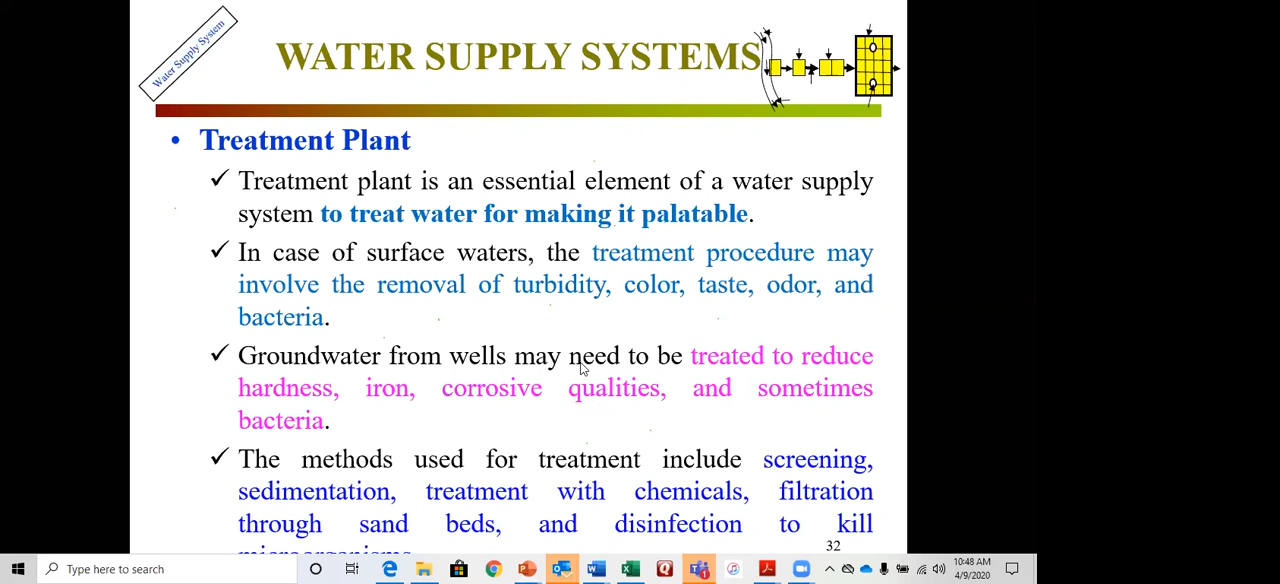 Water Supply System
WATER SUPPLY SYSTEMS
• Treatment Plant
✓ Treatment plant is an essential element of a water supply
system to treat water for making it palatable.
✓ In case of surface waters, the treatment procedure may
involve the removal of turbidity, color, taste, odor, and
bacteria.
✓ Groundwater from wells may need to be treated to reduce
hardness, iron, corrosive qualities, and sometimes
bacteria.
✓ The methods used for treatment include screening,
sedimentation, treatment with chemicals, filtration
through sand beds, and disinfection to kill
microorganisms
32
Type here to search
10:48 AM
4/9/2020